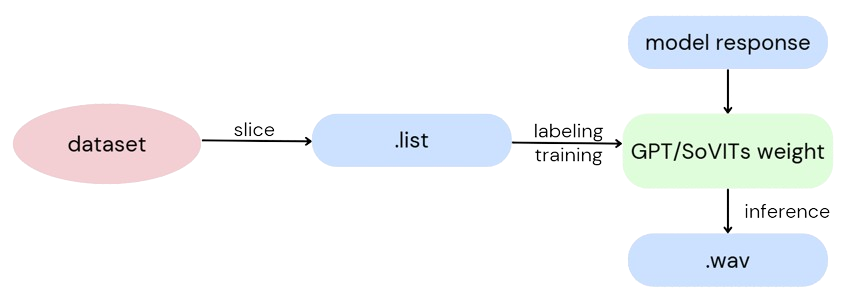 model response
dataset
slice
.list
labeling
training
GPT/SoVITs weight
inference
.wav